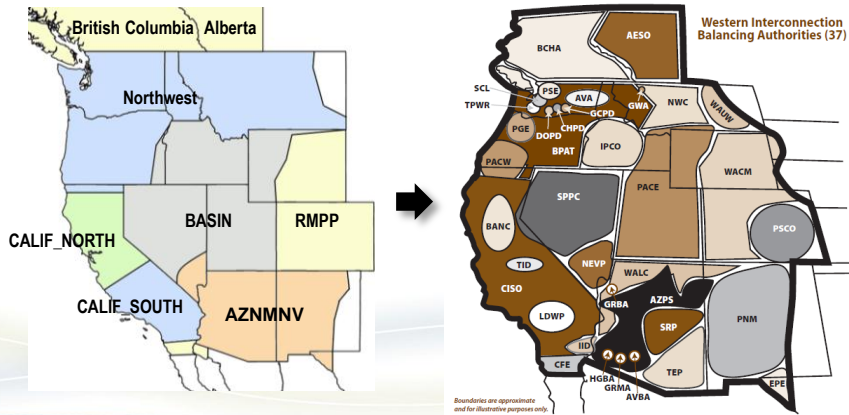 British Columbia
Alberta
Northwest
BASIN
RMPP
CALIF_NORTH
CALIF_SOUTH
AZNMNV
Western Interconnection
Balancing Authorities (37)
BCHA
AESO
SCL
PSE
TPWR
AVA
GWA
NWC
WAUW
GCPD
CHPD
DOPD
PGE
BPAT
IPCO
PACW
PACE
WACM
SPPC
BANC
PSCO
NEVP
TID
WALC
CISO
GRBA
AZPS
LDWP
SRP
PNM
IID
CFE
TEP
HGBA
GRMA
AVBA
EPE
Boundaries are approximate
and for illustrative purposes only.